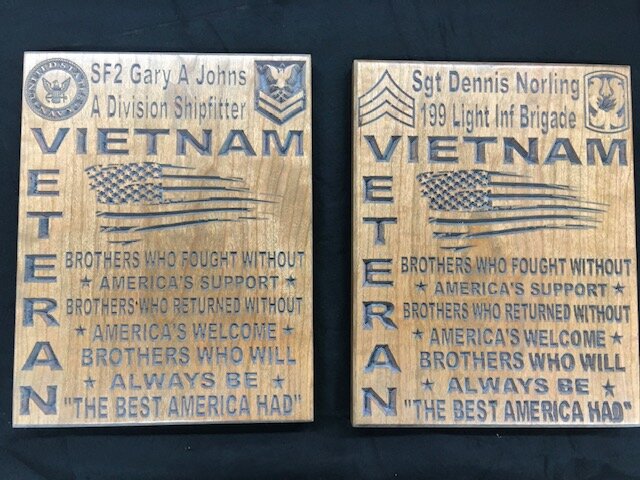 UNITED STATES
NAVY
SF2 Gary A Johns
A Division Shipfitter
VIETNAM
VETERAN
BROTHERS WHO FOUGHT WITHOUT
AMERICA'S SUPPORT
BROTHERS WHO RETURNED WITHOUT
AMERICA'S WELCOME
BROTHERS WHO WILL
ALWAYS BE
"THE BEST AMERICA HAD"
Sgt Dennis Norling
199 Light Inf Brigade
VIETNAM
VETERAN
BROTHERS WHO FOUGHT WITHOUT
AMERICA'S SUPPORT
BROTHERS WHO RETURNED WITHOUT
AMERICA'S WELCOME
BROTHERS WHO WILL
ALWAYS BE
"THE BEST AMERICA HAD"